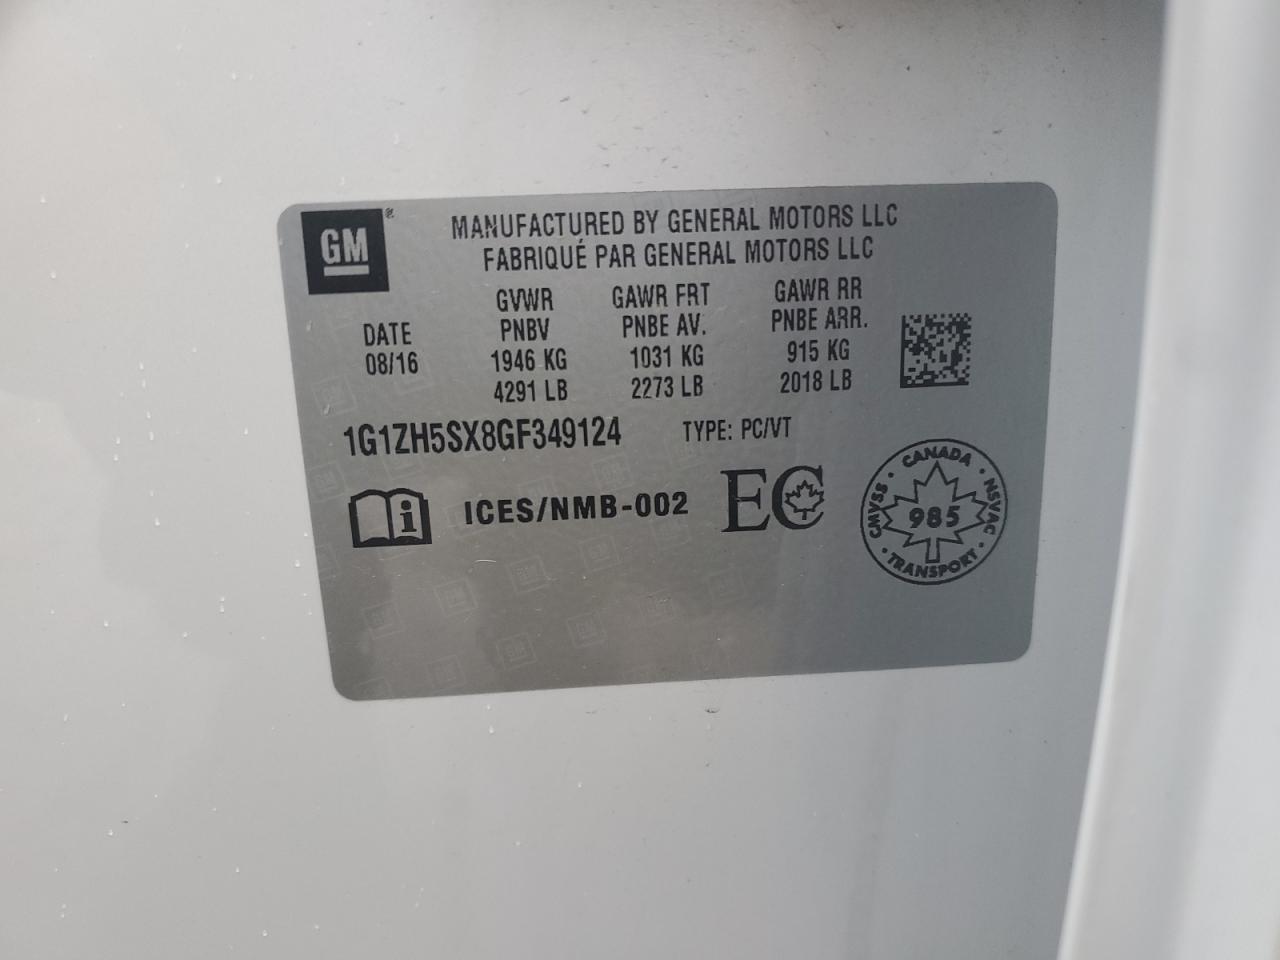 GM ®
MANUFACTURED BY GENERAL MOTORS LLC
FABRIQUÉ PAR GENERAL MOTORS LLC
GVWR GAWR FRT GAWR RR
DATE PNBV PNBE AV. PNBE ARR.
08/16 1946 KG 1031 KG 915 KG
4291 LB 2273 LB 2018 LB
1G1ZH5SX8GF349124 TYPE: PC/VT
i ICES/NMB-002 EC
CANADA
CMVSS · NSVAC
985
TRANSPORT